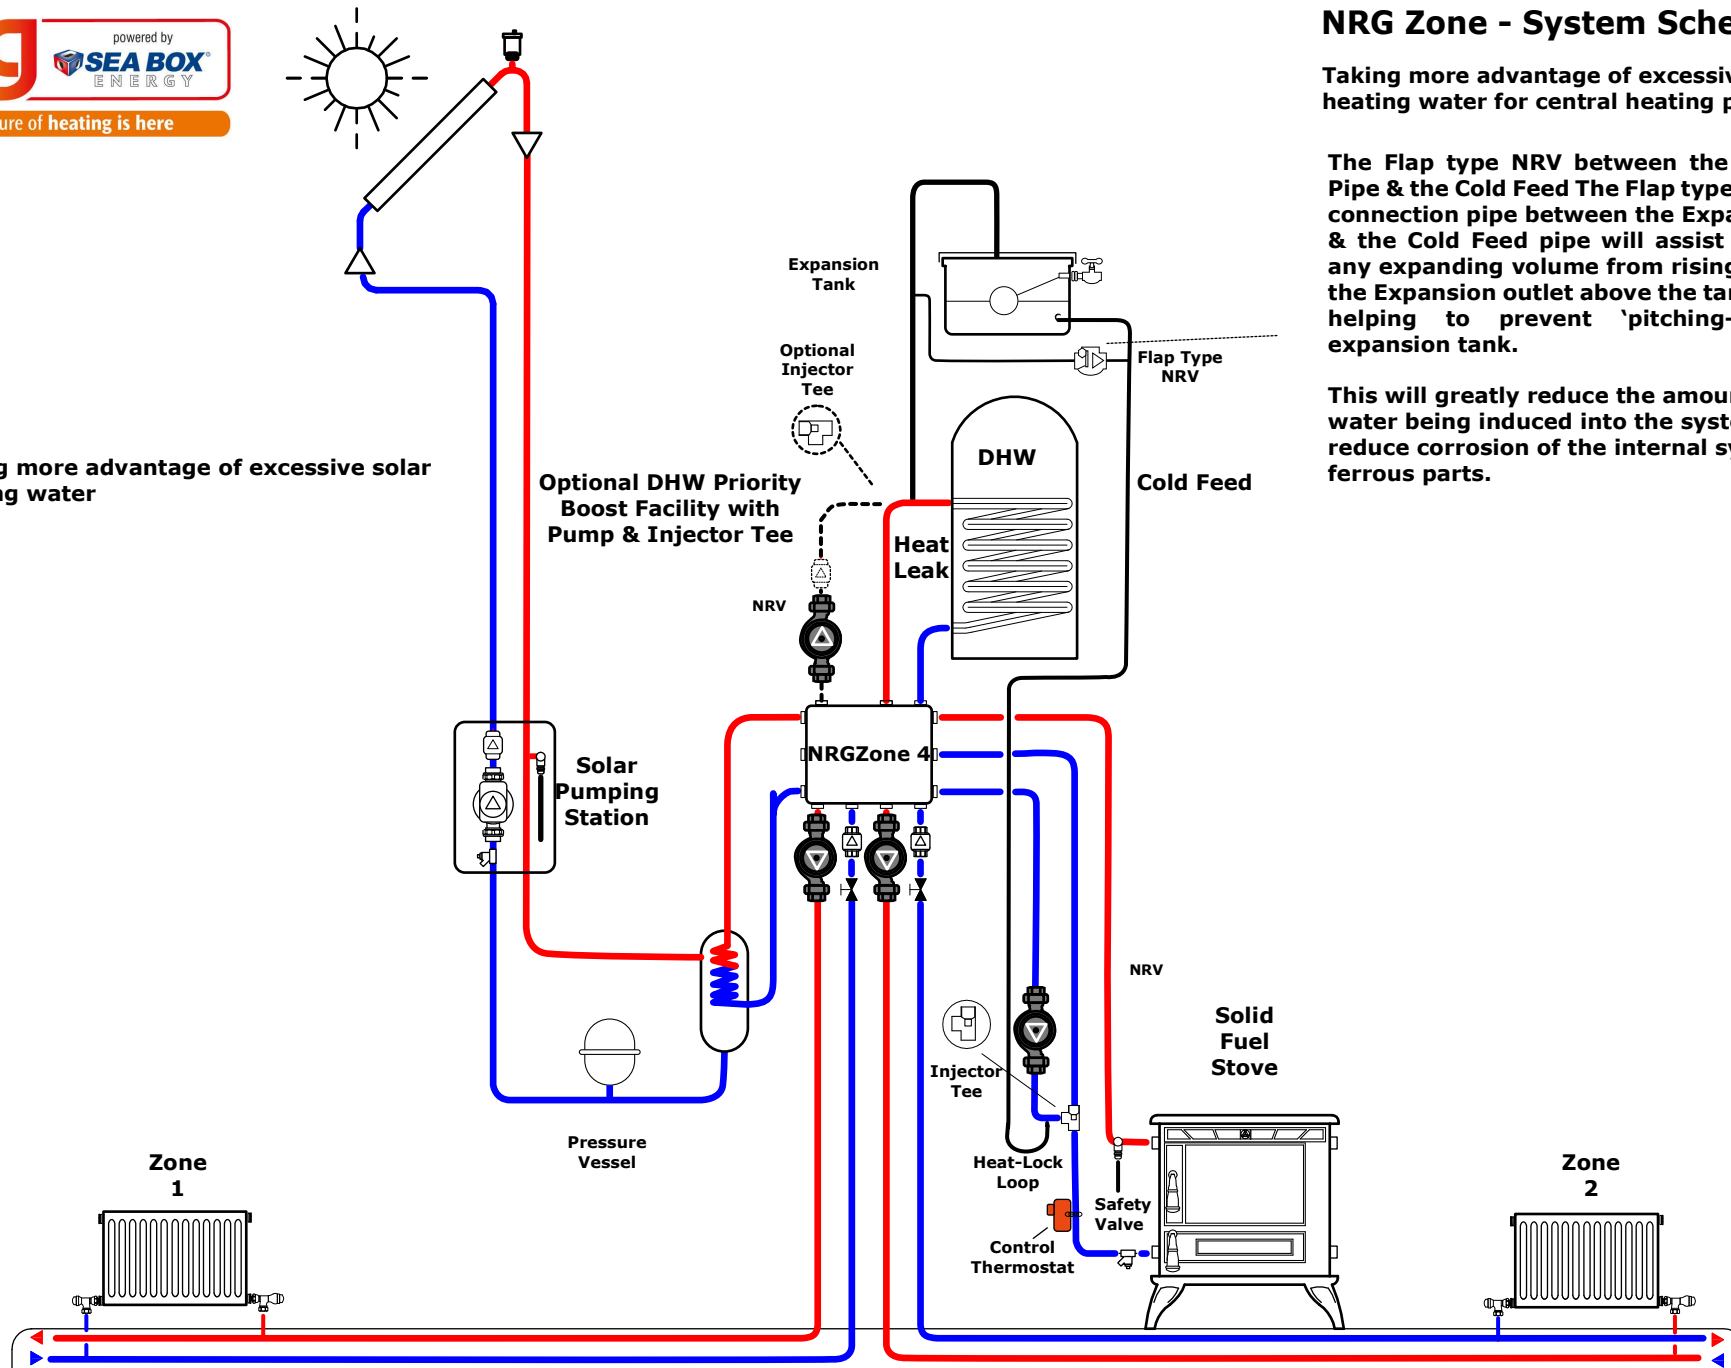 powered by
SEA BOX
ENERGY
ure of heating is here
NRG Zone - System Sche
Taking more advantage of excessiv
heating water for central heating p
The Flap type NRV between the
Pipe & the Cold Feed The Flap type
connection pipe between the Expa
& the Cold Feed pipe will assist
any expanding volume from rising
the Expansion outlet above the ta
helping to prevent ‘pitching-
expansion tank.
This will greatly reduce the amou
water being induced into the syst
reduce corrosion of the internal sy
ferrous parts.
g more advantage of excessive solar
ng water
Expansion
Tank
Optional
Injector
Tee
Flap Type
NRV
DHW
Cold Feed
Optional DHW Priority
Boost Facility with
Pump & Injector Tee
Heat
Leak
NRV
NRGZone 4
Solar
Pumping
Station
NRV
Solid
Fuel
Stove
Injector
Tee
Pressure
Vessel
Heat-Lock
Loop
Safety
Valve
Control
Thermostat
Zone
1
Zone
2